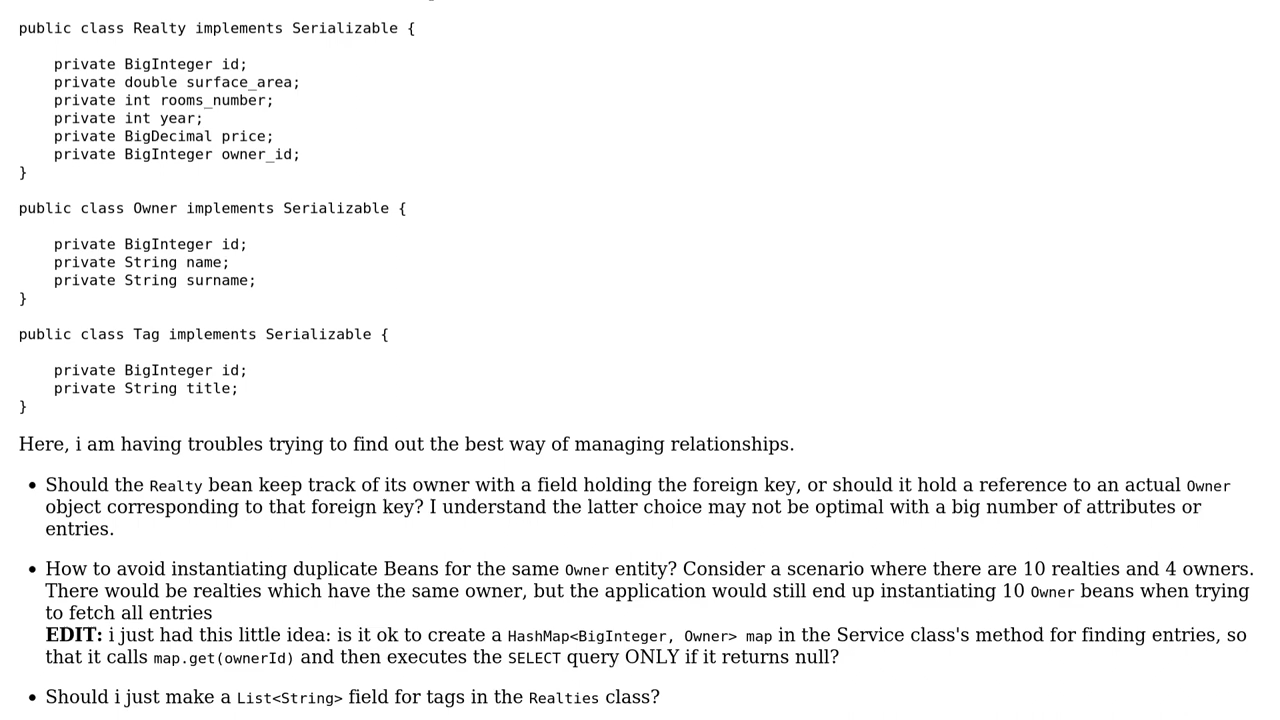 public class Realty implements Serializable {
private BigInteger id;
private double surface_area;
private int rooms_number;
private int year;
private BigDecimal price;
private BigInteger owner_id;
}
public class Owner implements Serializable {
private BigInteger id;
private String name;
private String surname;
}
public class Tag implements Serializable {
private BigInteger id;
private String title;
}
Here, i am having troubles trying to find out the best way of managing relationships.
• Should the Realty bean keep track of its owner with a field holding the foreign key, or should it hold a reference to an actual Owner
object corresponding to that foreign key? I understand the latter choice may not be optimal with a big number of attributes or
entries.
• How to avoid instantiating duplicate Beans for the same Owner entity? Consider a scenario where there are 10 realties and 4 owners.
There would be realties which have the same owner, but the application would still end up instantiating 10 Owner beans when trying
to fetch all entries
EDIT: i just had this little idea: is it ok to create a HashMap<BigInteger, Owner> map in the Service class's method for finding entries, so
that it calls map.get(ownerId) and then executes the SELECT query ONLY if it returns null?
• Should i just make a List<String> field for tags in the Realties class?